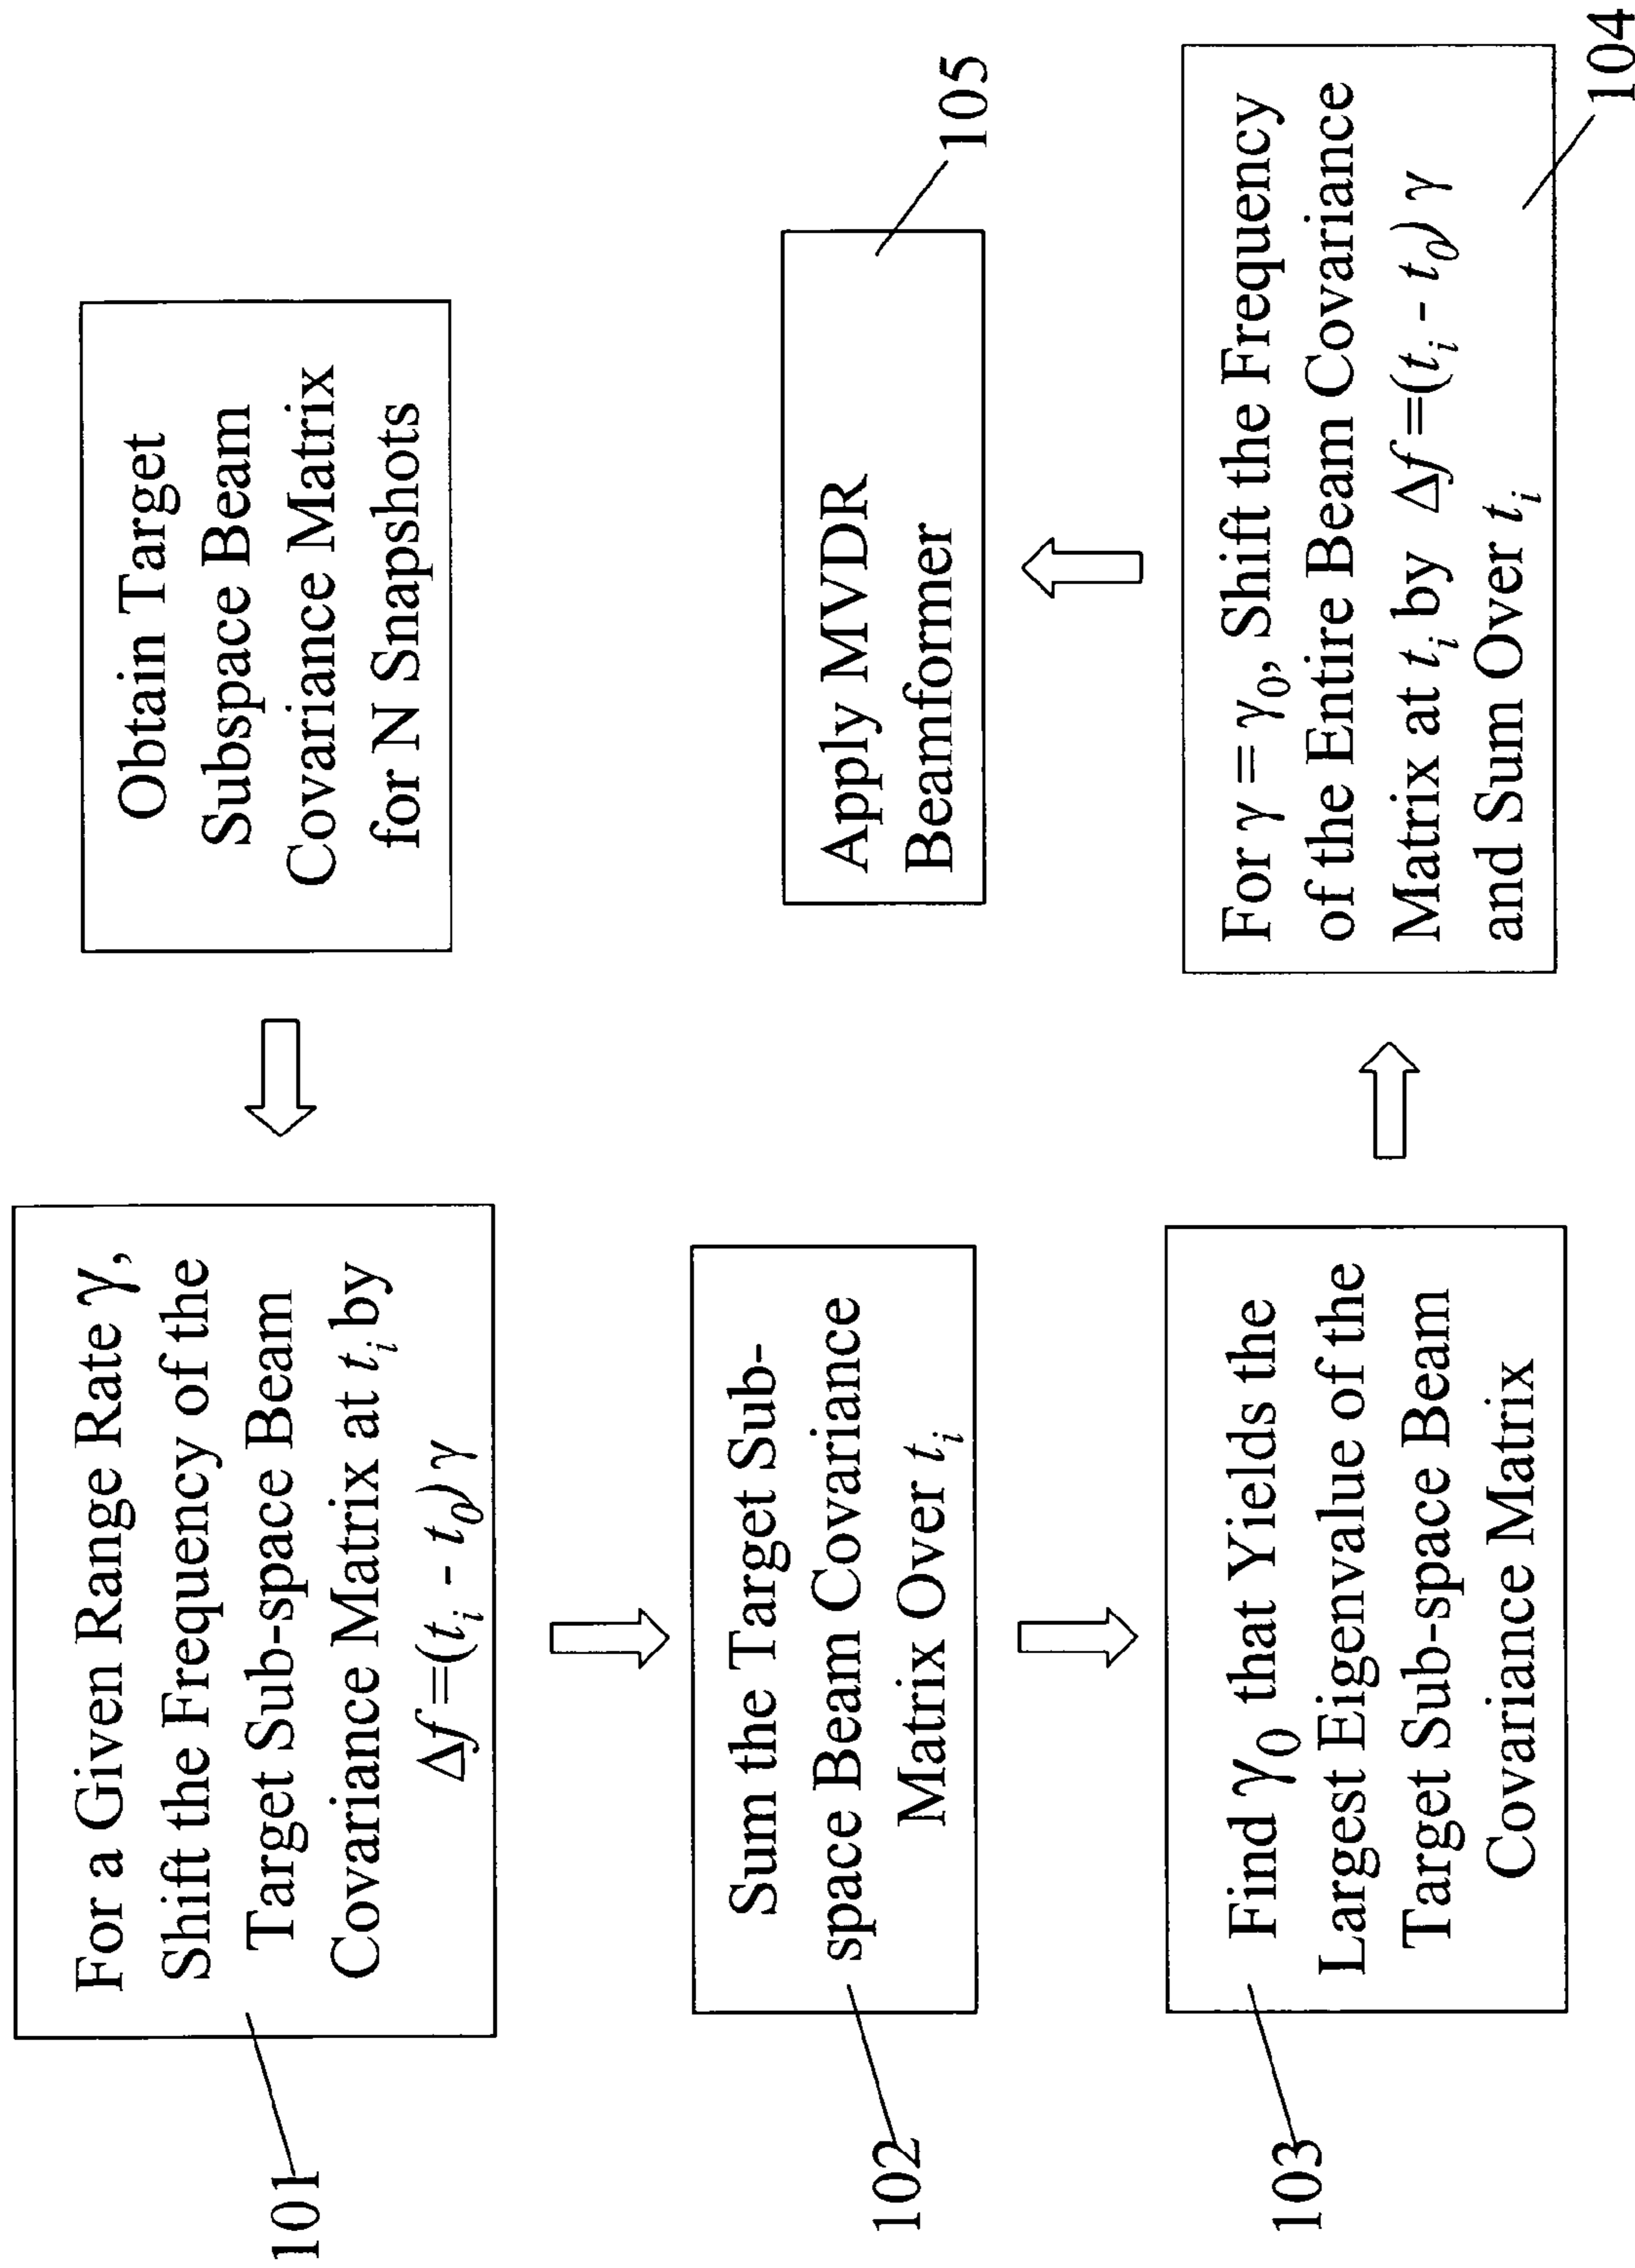 Obtain Target
Subspace Beam
Covariance Matrix
for N Snapshots
101
For a Given Range Rate γ,
Shift the Frequency of the
Target Sub-space Beam
Covariance Matrix at tᵢ by
Δf=(tᵢ - t₀) γ
102
Sum the Target Sub-
space Beam Covariance
Matrix Over tᵢ
103
Find γ₀ that Yields the
Largest Eigenvalue of the
Target Sub-space Beam
Covariance Matrix
For γ = γ₀, Shift the Frequency
of the Entire Beam Covariance
Matrix at tᵢ by Δf=(tᵢ - t₀) γ
and Sum Over tᵢ
104
Apply MVDR
Beamformer
105